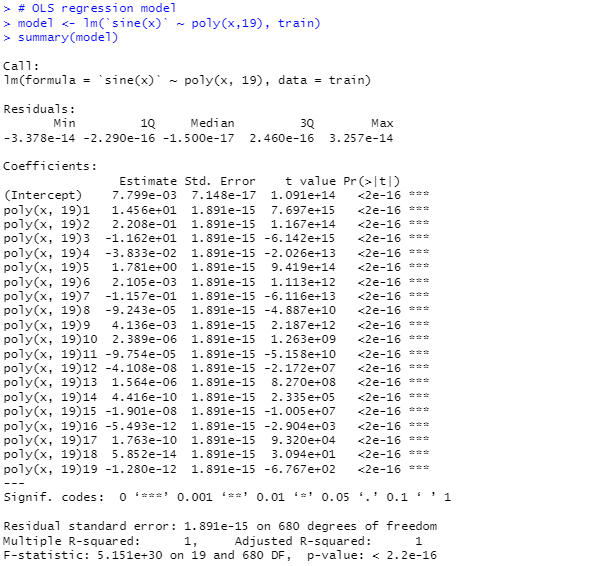 > # OLS regression model
> model <- lm(`sine(x)` ~ poly(x,19), train)
> summary(model)
Call:
lm(formula = `sine(x)` ~ poly(x, 19), data = train)
Residuals:
Min 1Q Median 3Q Max
-3.378e-14 -2.290e-16 -1.500e-17 2.460e-16 3.257e-14
Coefficients:
Estimate Std. Error t value Pr(>|t|)
(Intercept) 7.799e-03 7.148e-17 1.091e+14 <2e-16 ***
poly(x, 19)1 1.456e+01 1.891e-15 7.697e+15 <2e-16 ***
poly(x, 19)2 2.208e-01 1.891e-15 1.167e+14 <2e-16 ***
poly(x, 19)3 -1.162e+01 1.891e-15 -6.142e+15 <2e-16 ***
poly(x, 19)4 -3.833e-02 1.891e-15 -2.026e+13 <2e-16 ***
poly(x, 19)5 1.781e+00 1.891e-15 9.419e+14 <2e-16 ***
poly(x, 19)6 2.105e-03 1.891e-15 1.113e+12 <2e-16 ***
poly(x, 19)7 -1.157e-01 1.891e-15 -6.116e+13 <2e-16 ***
poly(x, 19)8 -9.243e-05 1.891e-15 -4.887e+10 <2e-16 ***
poly(x, 19)9 4.136e-03 1.891e-15 2.187e+12 <2e-16 ***
poly(x, 19)10 2.389e-06 1.891e-15 1.263e+09 <2e-16 ***
poly(x, 19)11 -9.754e-05 1.891e-15 -5.158e+10 <2e-16 ***
poly(x, 19)12 -4.108e-08 1.891e-15 -2.172e+07 <2e-16 ***
poly(x, 19)13 1.564e-06 1.891e-15 8.270e+08 <2e-16 ***
poly(x, 19)14 4.416e-10 1.891e-15 2.335e+05 <2e-16 ***
poly(x, 19)15 -1.901e-08 1.891e-15 -1.005e+07 <2e-16 ***
poly(x, 19)16 -5.493e-12 1.891e-15 -2.904e+03 <2e-16 ***
poly(x, 19)17 1.763e-10 1.891e-15 9.320e+04 <2e-16 ***
poly(x, 19)18 5.852e-14 1.891e-15 3.094e+01 <2e-16 ***
poly(x, 19)19 -1.280e-12 1.891e-15 -6.767e+02 <2e-16 ***
---
Signif. codes: 0 ‘***’ 0.001 ‘**’ 0.01 ‘*’ 0.05 ‘.’ 0.1 ‘ ’ 1
Residual standard error: 1.891e-15 on 680 degrees of freedom
Multiple R-squared: 1, Adjusted R-squared: 1
F-statistic: 5.151e+30 on 19 and 680 DF, p-value: < 2.2e-16